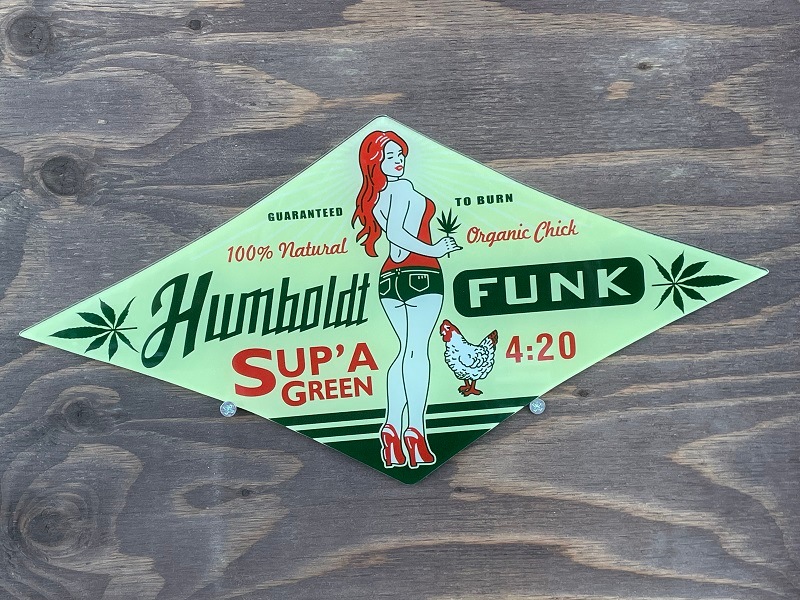 GUARANTEED TO BURN
100% Natural Organic Chick
Humboldt FUNK
SUP'A GREEN 4:20